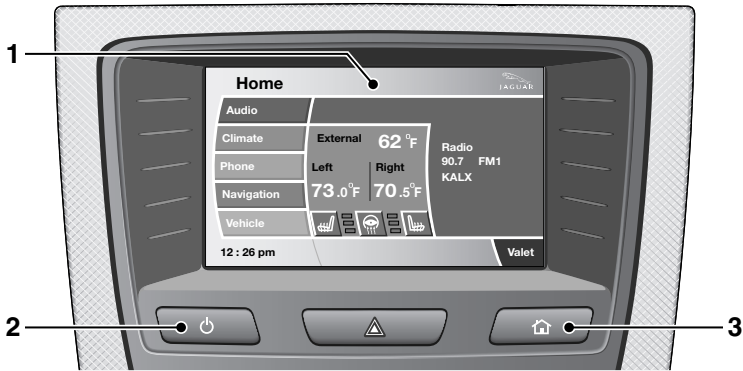 1
Home
JAGUAR
Audio
Climate
Phone
Navigation
Vehicle
External 62 °F
Left Right
73.0°F 70.5°F
Radio
90.7 FM1
KALX
12 : 26 pm
Valet
2
3